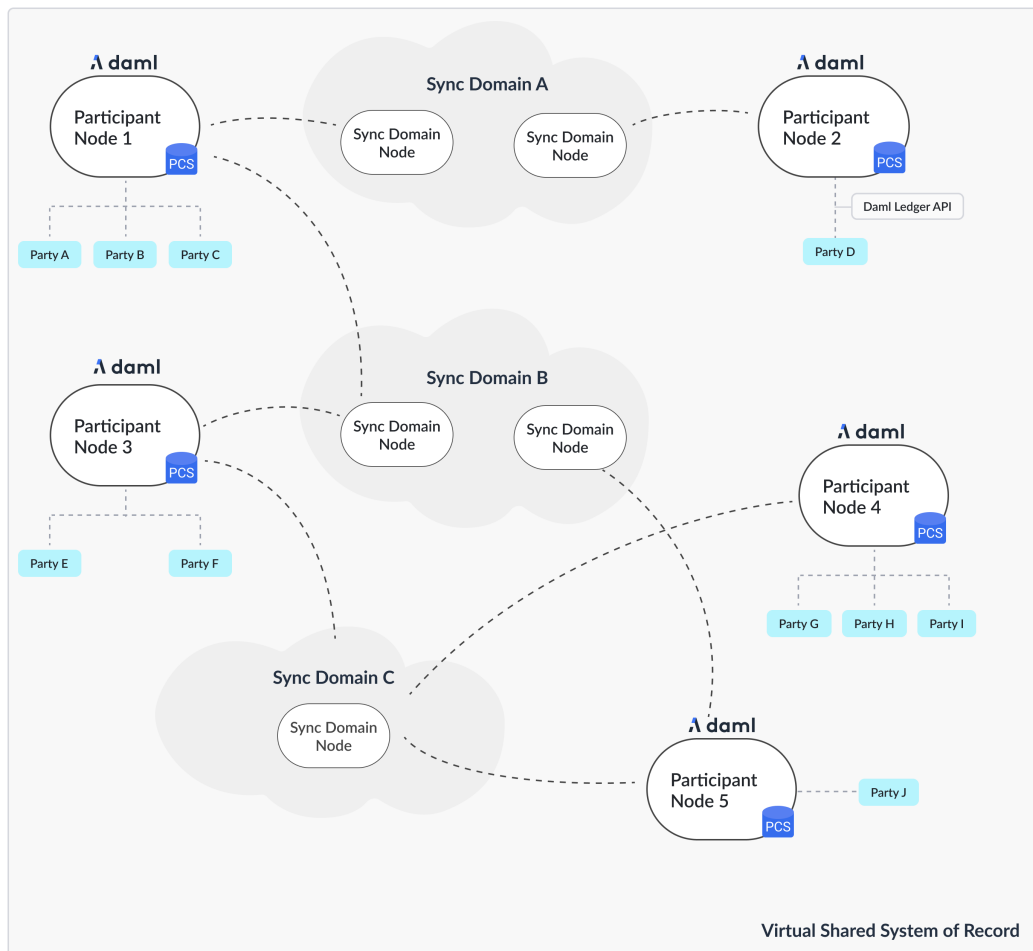 daml
Participant
Node 1
PCS
Party A
Party B
Party C
Sync Domain A
Sync Domain
Node
Sync Domain
Node
daml
Participant
Node 2
PCS
Daml Ledger API
Party D
daml
Participant
Node 3
PCS
Party E
Party F
Sync Domain B
Sync Domain
Node
Sync Domain
Node
daml
Participant
Node 4
PCS
Party G
Party H
Party I
Sync Domain C
Sync Domain
Node
daml
Participant
Node 5
PCS
Party J
Virtual Shared System of Record